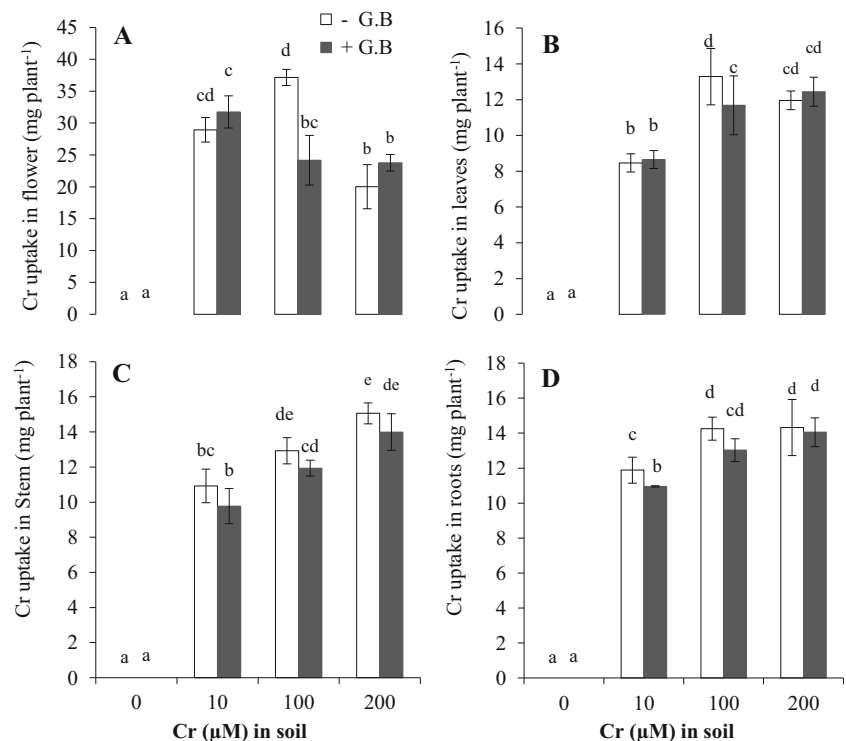 A
- G.B
+ G.B
Cr uptake in flower (mg plant-1)
45
40
35
30
25
20
15
10
5
0
a a
cd
c
d
bc
b b
B
Cr uptake in leaves (mg plant-1)
16
14
12
10
8
6
4
2
0
a a
b b
d
c
cd cd
C
Cr uptake in Stem (mg plant-1)
18
16
14
12
10
8
6
4
2
0
a a
bc
b
de
cd
e
de
0 10 100 200
Cr (µM) in soil
D
Cr uptake in roots (mg plant-1)
18
16
14
12
10
8
6
4
2
0
a a
c
b
d
cd
d d
0 10 100 200
Cr (µM) in soil